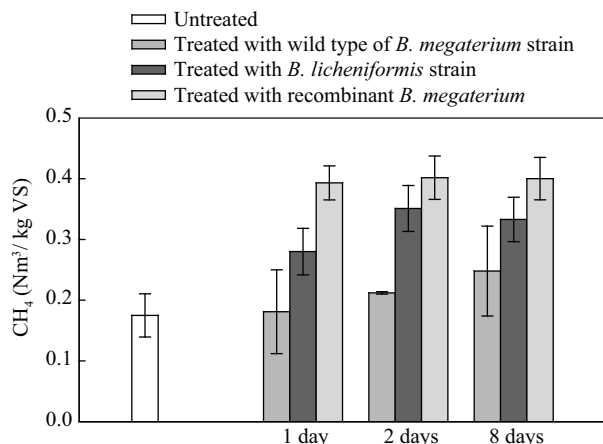 Untreated
Treated with wild type of B. megaterium strain
Treated with B. licheniformis strain
Treated with recombinant B. megaterium
0.5
0.4
0.3
0.2
0.1
0.0
CH₄ (Nm³/ kg VS)
1 day 2 days 8 days